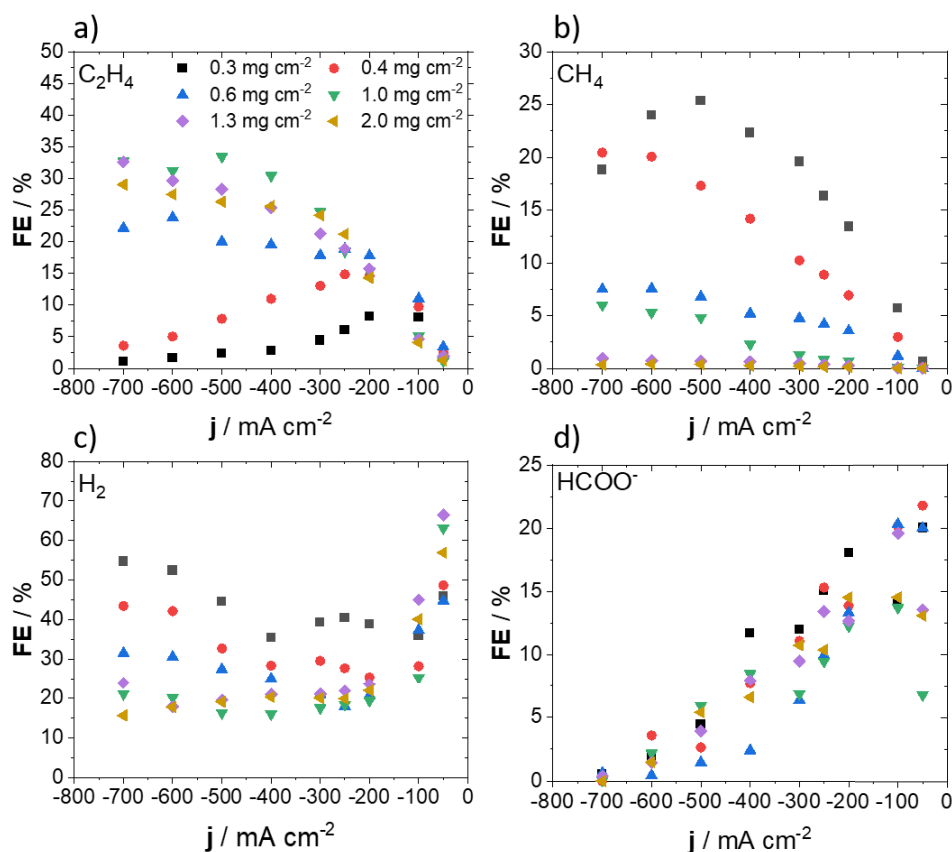 a)
50
45
40
35
30
25
20
15
10
5
0
FE / %
C₂H₄
0.3 mg cm⁻² 0.4 mg cm⁻²
0.6 mg cm⁻² 1.0 mg cm⁻²
1.3 mg cm⁻² 2.0 mg cm⁻²
-800 -700 -600 -500 -400 -300 -200 -100 0
j / mA cm⁻²
b)
30
25
20
15
10
5
0
FE / %
CH₄
-800 -700 -600 -500 -400 -300 -200 -100 0
j / mA cm⁻²
c)
80
70
60
50
40
30
20
10
0
FE / %
H₂
-800 -700 -600 -500 -400 -300 -200 -100 0
j / mA cm⁻²
d)
25
20
15
10
5
0
FE / %
HCOO⁻
-800 -700 -600 -500 -400 -300 -200 -100 0
j / mA cm⁻²